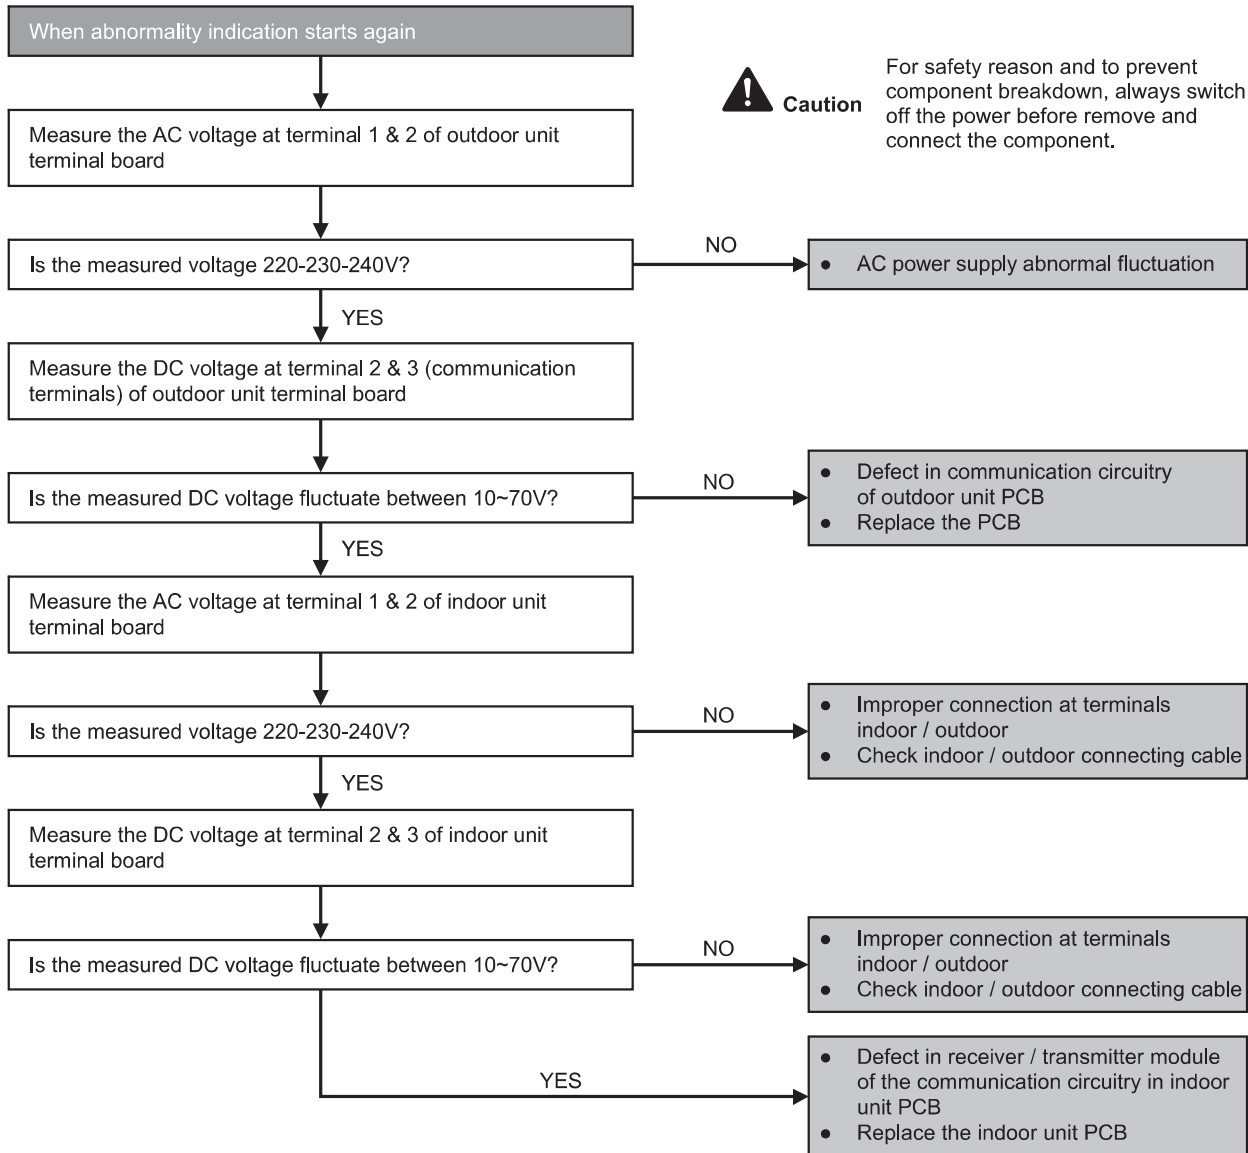 When abnormality indication starts again
Caution
For safety reason and to prevent
component breakdown, always switch
off the power before remove and
connect the component.
Measure the AC voltage at terminal 1 & 2 of outdoor unit
terminal board
Is the measured voltage 220-230-240V?
NO
● AC power supply abnormal fluctuation
YES
Measure the DC voltage at terminal 2 & 3 (communication
terminals) of outdoor unit terminal board
Is the measured DC voltage fluctuate between 10~70V?
NO
● Defect in communication circuitry
of outdoor unit PCB
● Replace the PCB
YES
Measure the AC voltage at terminal 1 & 2 of indoor unit
terminal board
Is the measured voltage 220-230-240V?
NO
● Improper connection at terminals
indoor / outdoor
● Check indoor / outdoor connecting cable
YES
Measure the DC voltage at terminal 2 & 3 of indoor unit
terminal board
Is the measured DC voltage fluctuate between 10~70V?
NO
● Improper connection at terminals
indoor / outdoor
● Check indoor / outdoor connecting cable
YES
● Defect in receiver / transmitter module
of the communication circuitry in indoor
unit PCB
● Replace the indoor unit PCB